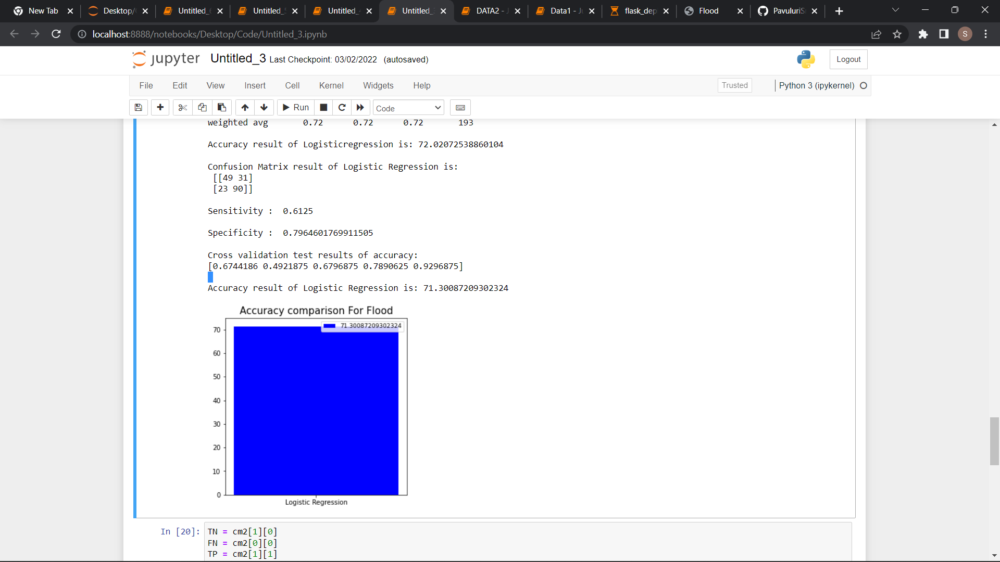 New Tab
Desktop/
Untitled_
Untitled_
Untitled_
Untitled_
DATA2 - J
Data1 - Ju
flask_dep
Flood
PavuluriS
localhost:8888/notebooks/Desktop/Code/Untitled_3.ipynb
S
jupyter Untitled_3 Last Checkpoint: 03/02/2022 (autosaved)
Logout
File Edit View Insert Cell Kernel Widgets Help
Trusted
Python 3 (ipykernel)
Run
Code
weighted avg 0.72 0.72 0.72 193
Accuracy result of Logisticregression is: 72.02072538860104
Confusion Matrix result of Logistic Regression is:
[[49 31]
[23 90]]
Sensitivity : 0.6125
Specificity : 0.7964601769911505
Cross validation test results of accuracy:
[0.6744186 0.4921875 0.6796875 0.7890625 0.9296875]
Accuracy result of Logistic Regression is: 71.30087209302324
Accuracy comparison For Flood
71.30087209302324
70
60
50
40
30
20
10
0
Logistic Regression
In [20]:
TN = cm2[1][0]
FN = cm2[0][0]
TP = cm2[1][1]